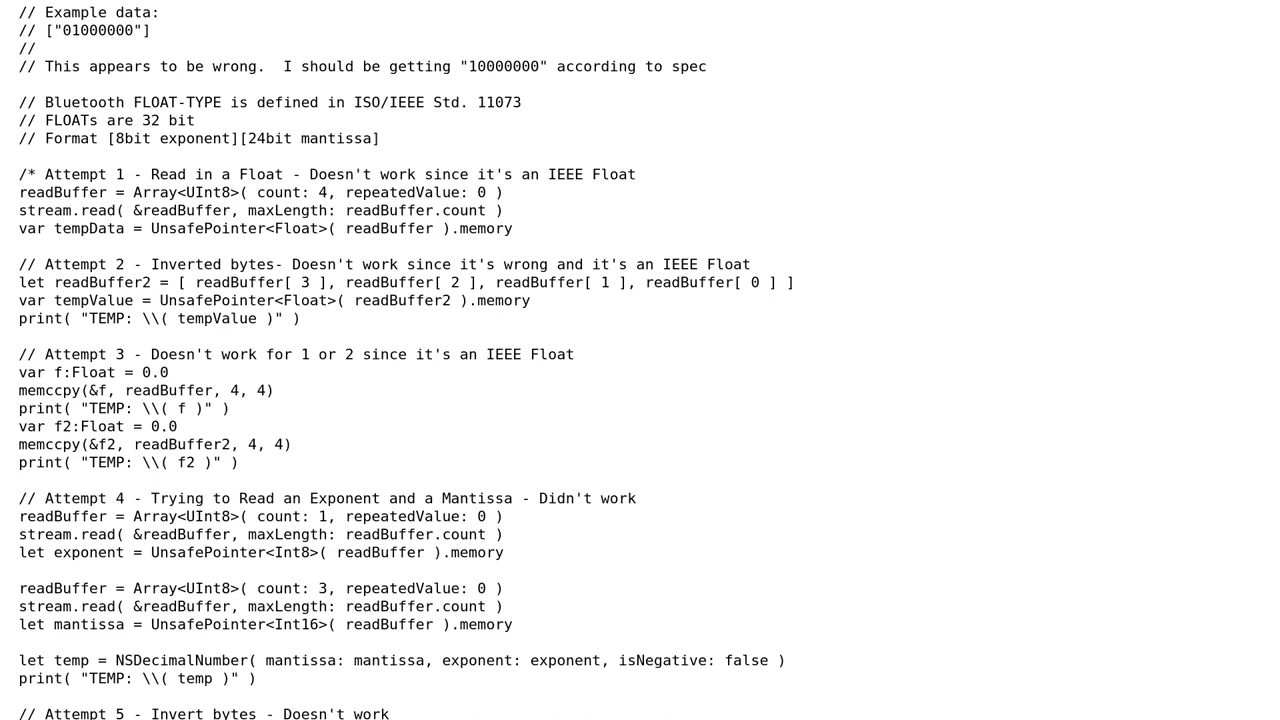 // Example data:
// ["01000000"]
//
// This appears to be wrong.  I should be getting "10000000" according to spec
// Bluetooth FLOAT-TYPE is defined in ISO/IEEE Std. 11073
// FLOATs are 32 bit
// Format [8bit exponent][24bit mantissa]
/* Attempt 1 - Read in a Float - Doesn't work since it's an IEEE Float
readBuffer = Array<UInt8>( count: 4, repeatedValue: 0 )
stream.read( &readBuffer, maxLength: readBuffer.count )
var tempData = UnsafePointer<Float>( readBuffer ).memory
// Attempt 2 - Inverted bytes- Doesn't work since it's wrong and it's an IEEE Float
let readBuffer2 = [ readBuffer[ 3 ], readBuffer[ 2 ], readBuffer[ 1 ], readBuffer[ 0 ] ]
var tempValue = UnsafePointer<Float>( readBuffer2 ).memory
print( "TEMP: \\( tempValue )" )
// Attempt 3 - Doesn't work for 1 or 2 since it's an IEEE Float
var f:Float = 0.0
memccpy(&f, readBuffer, 4, 4)
print( "TEMP: \\( f )" )
var f2:Float = 0.0
memccpy(&f2, readBuffer2, 4, 4)
print( "TEMP: \\( f2 )" )
// Attempt 4 - Trying to Read an Exponent and a Mantissa - Didn't work
readBuffer = Array<UInt8>( count: 1, repeatedValue: 0 )
stream.read( &readBuffer, maxLength: readBuffer.count )
let exponent = UnsafePointer<Int8>( readBuffer ).memory
readBuffer = Array<UInt8>( count: 3, repeatedValue: 0 )
stream.read( &readBuffer, maxLength: readBuffer.count )
let mantissa = UnsafePointer<Int16>( readBuffer ).memory
let temp = NSDecimalNumber( mantissa: mantissa, exponent: exponent, isNegative: false )
print( "TEMP: \\( temp )" )
// Attempt 5 - Invert bytes - Doesn't work